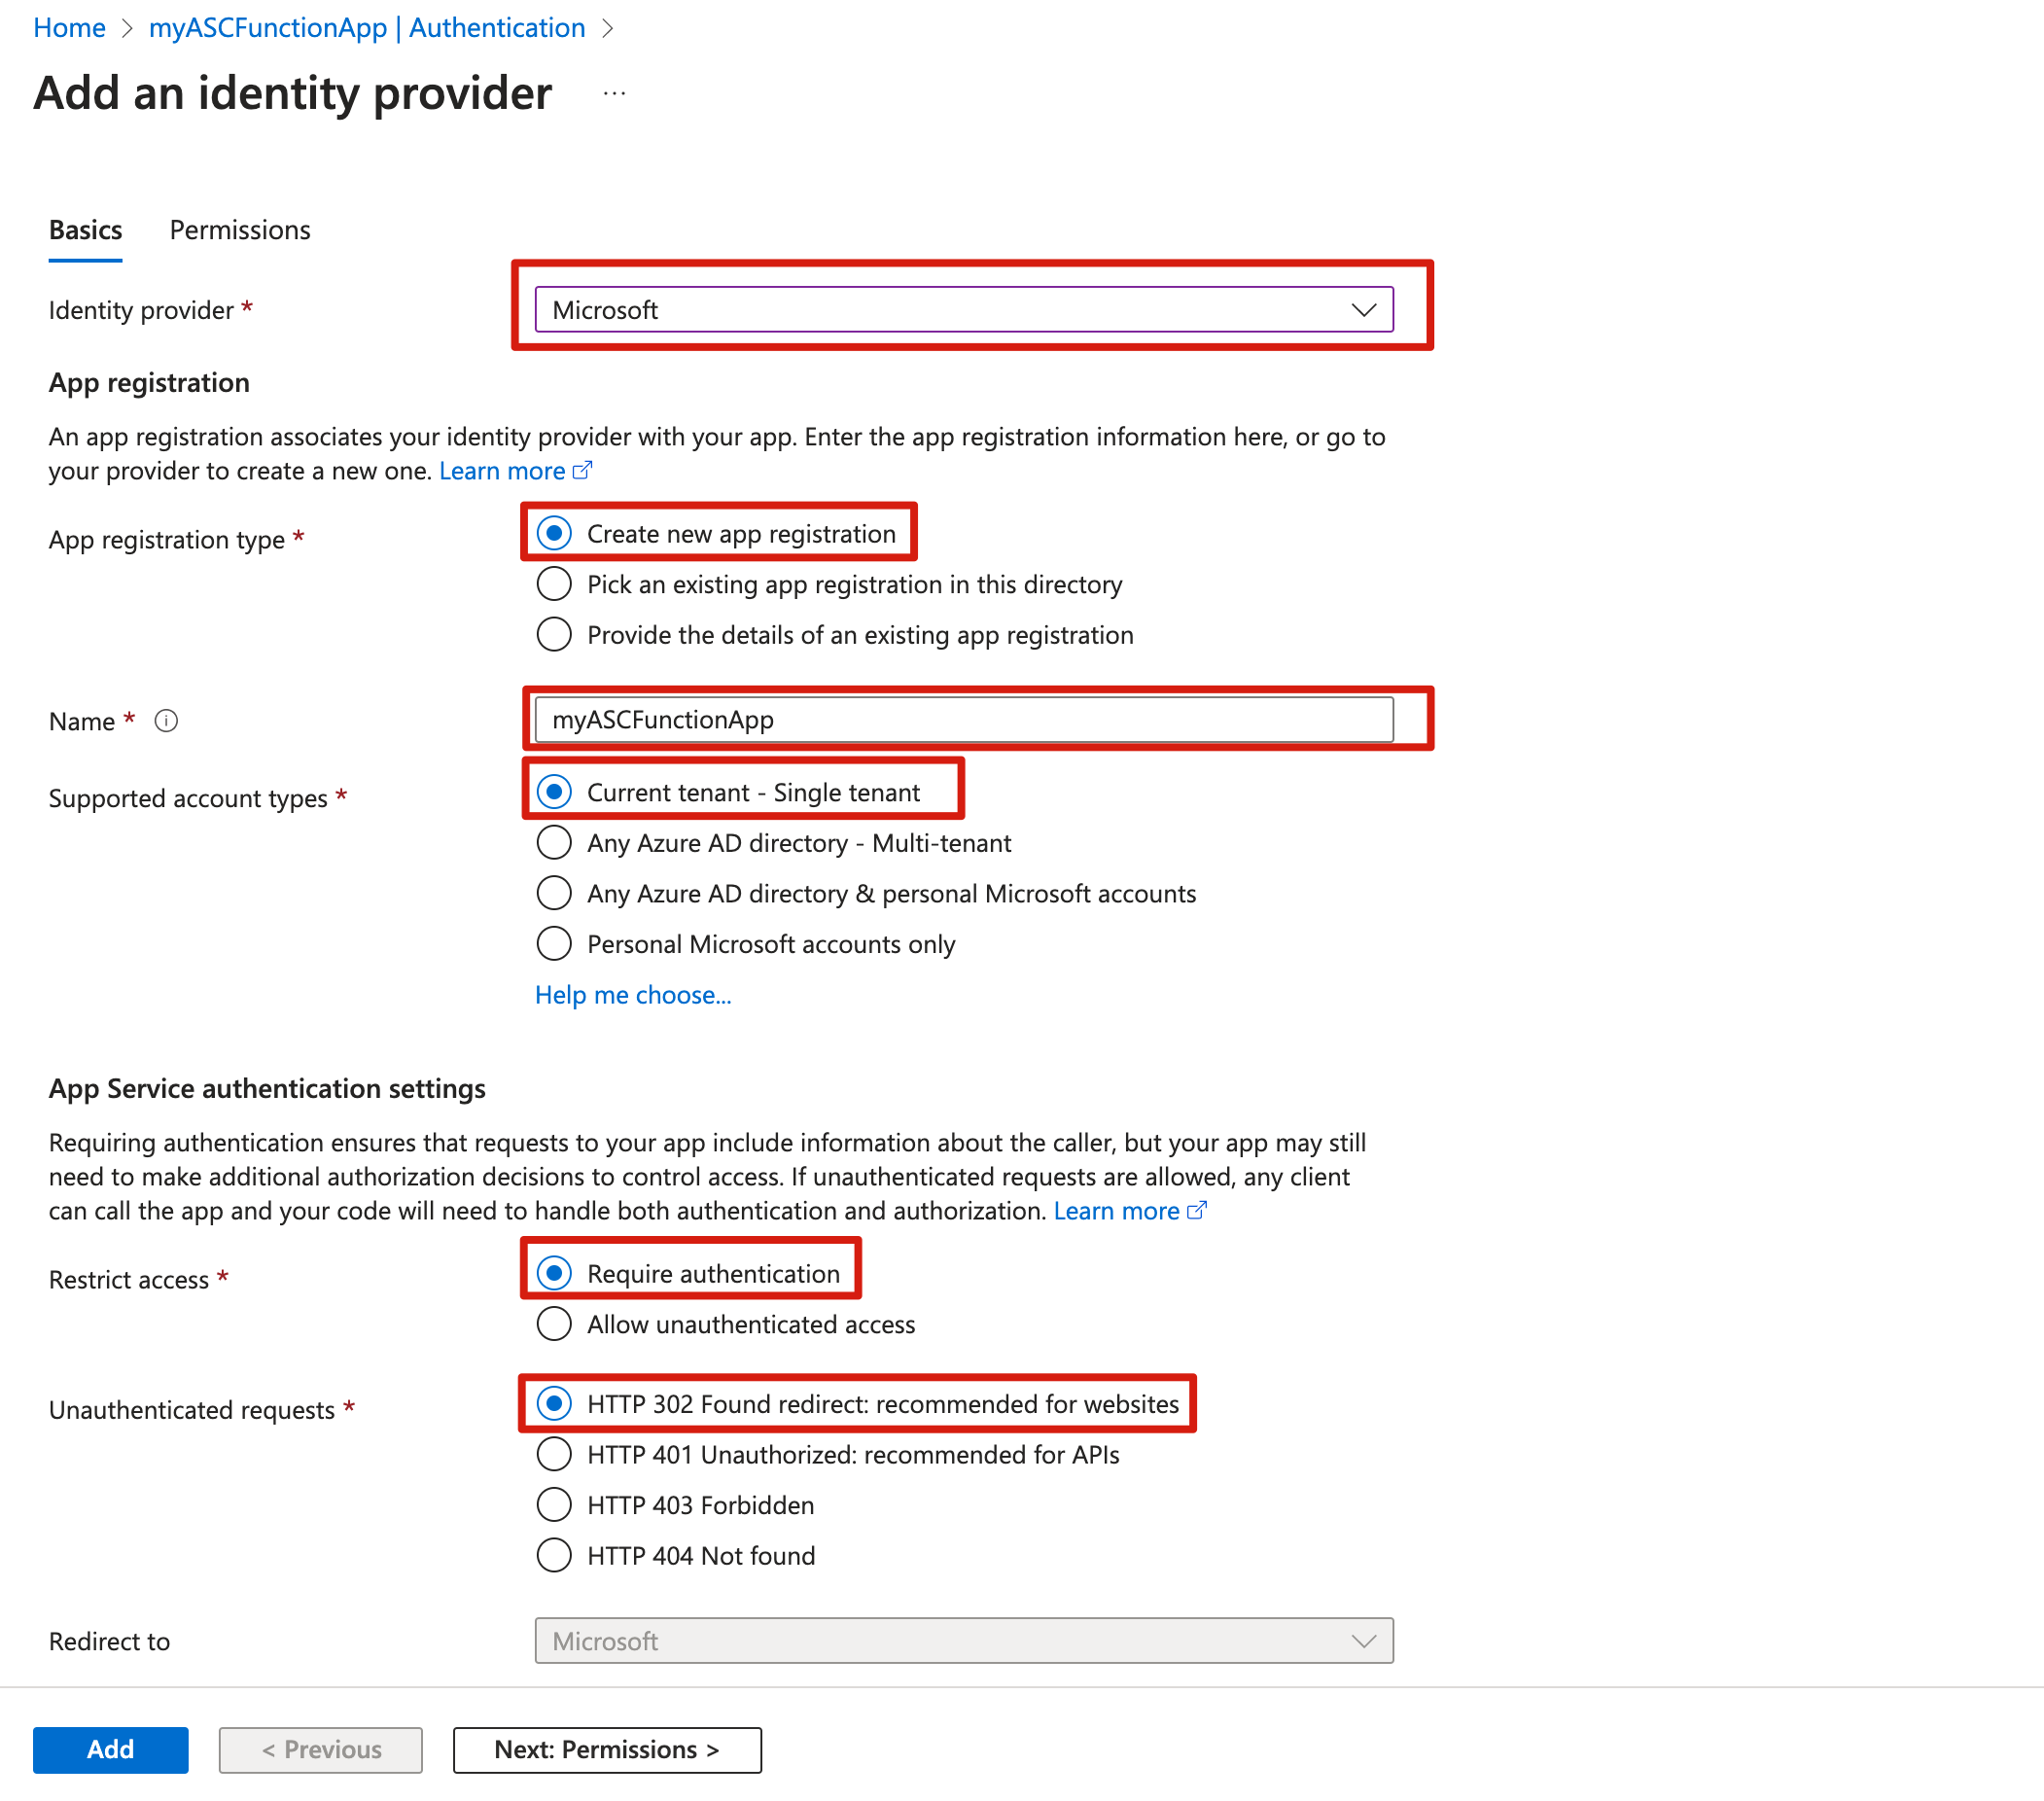 Home > myASCFunctionApp | Authentication >
Add an identity provider ...
Basics Permissions
Identity provider * Microsoft
App registration
An app registration associates your identity provider with your app. Enter the app registration information here, or go to
your provider to create a new one. Learn more
App registration type * Create new app registration
Pick an existing app registration in this directory
Provide the details of an existing app registration
Name * myASCFunctionApp
Supported account types * Current tenant - Single tenant
Any Azure AD directory - Multi-tenant
Any Azure AD directory & personal Microsoft accounts
Personal Microsoft accounts only
Help me choose...
App Service authentication settings
Requiring authentication ensures that requests to your app include information about the caller, but your app may still
need to make additional authorization decisions to control access. If unauthenticated requests are allowed, any client
can call the app and your code will need to handle both authentication and authorization. Learn more
Restrict access * Require authentication
Allow unauthenticated access
Unauthenticated requests * HTTP 302 Found redirect: recommended for websites
HTTP 401 Unauthorized: recommended for APIs
HTTP 403 Forbidden
HTTP 404 Not found
Redirect to Microsoft
Add < Previous Next: Permissions >